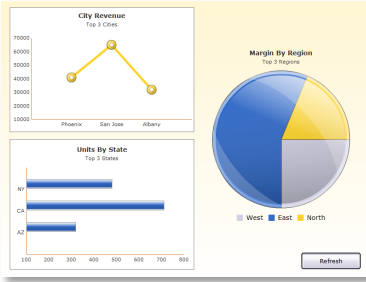 City Revenue
Top 3 Cities
70000
60000
50000
40000
30000
20000
10000
Phoenix San Jose Albany
Margin By Region
Top 3 Regions
West East North
Units By State
Top 3 States
NY
CA
AZ
100 200 300 400 500 600 700 800
Refresh